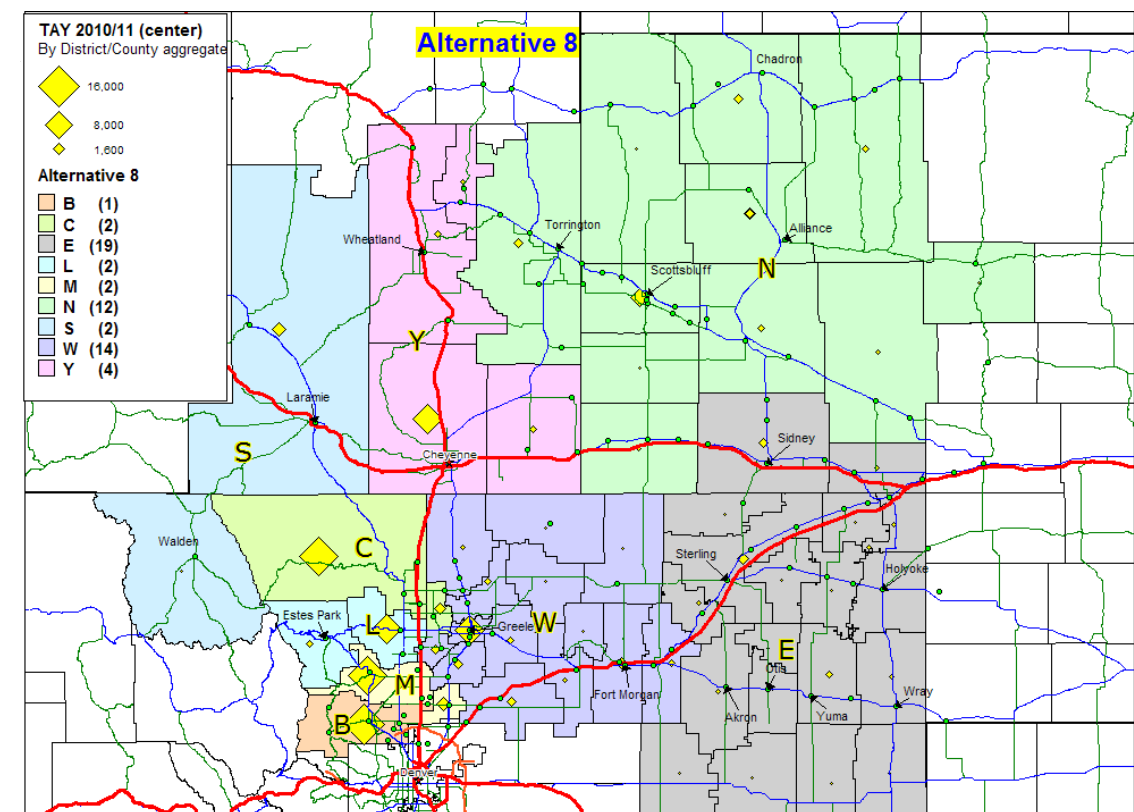 TAY 2010/11 (center)
By District/County aggregate
16,000
8,000
1,600
Alternative 8
B (1)
C (2)
E (19)
L (2)
M (2)
N (12)
S (2)
W (14)
Y (4)
Alternative 8
Chadron
Torrington
Alliance
Wheatland
Scottsbluff
N
Y
Laramie
S
Cheyenne
Sidney
Walden
C
Sterling
Holyoke
Estes Park
L
Greele
W
E
Otis
M
Fort Morgan
Wray
Akron
Yuma
B
Denver